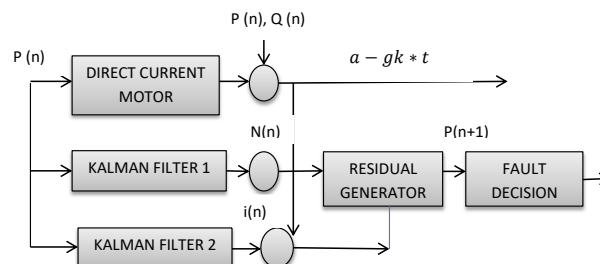 P (n), Q (n)
P (n)
a − gk * t
DIRECT CURRENT
MOTOR
N(n)
P(n+1)
KALMAN FILTER 1
RESIDUAL
GENERATOR
FAULT
DECISION
i(n)
KALMAN FILTER 2